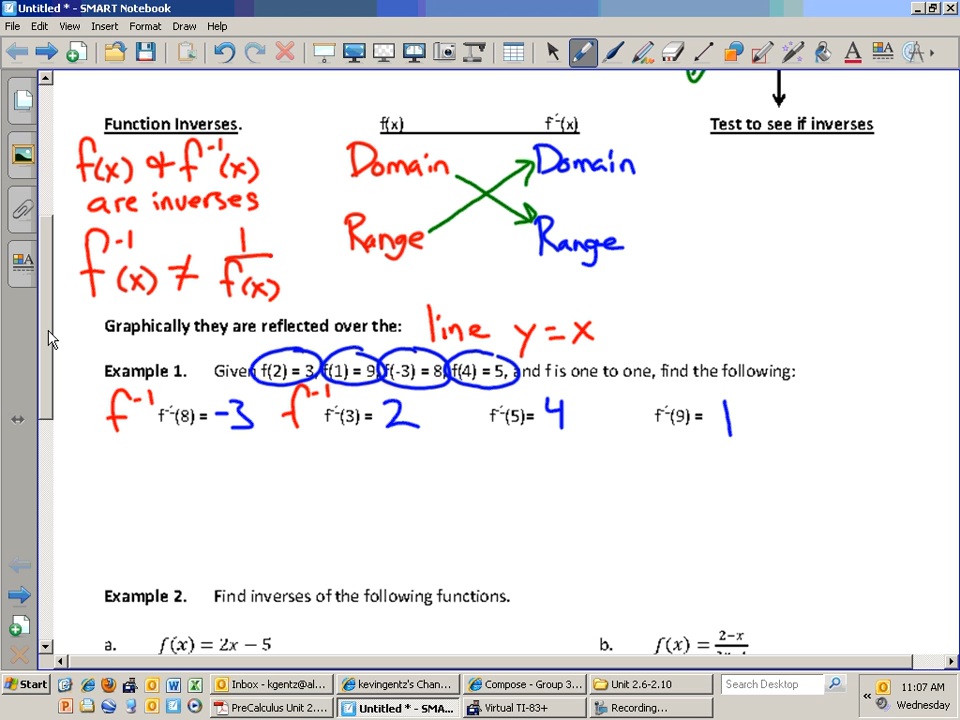 Untitled * - SMART Notebook
File Edit View Insert Format Draw Help
Function Inverses.
f(x) f⁻¹(x)
Test to see if inverses
f(x) & f⁻¹(x)
are inverses
Domain Domain
Range Range
f⁻¹(x) ≠ 1/f(x)
Graphically they are reflected over the: line y = x
Example 1. Given f(2) = 3, f(1) = 9, f(-3) = 8, f(4) = 5, and f is one to one, find the following:
f⁻¹ f⁻¹(8) = -3 f⁻¹ f⁻¹(3) = 2 f⁻¹(5)= 4 f⁻¹(9) = 1
Example 2. Find inverses of the following functions.
a. f(x) = 2x − 5 b. f(x) = 2−x
Start Inbox - kgentz@al... kevingentz's Chan... Compose - Group 3... Unit 2.6-2.10 Search Desktop 11:07 AM
PreCalculus Unit 2.... Untitled * - SMA... Virtual TI-83+ Recording... Wednesday